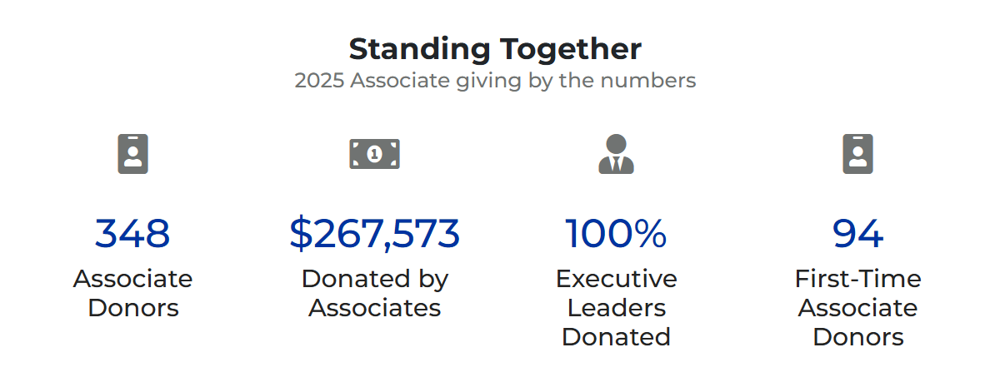 Standing Together
2025 Associate giving by the numbers
1
348
Associate
Donors
$267,573
Donated by
Associates
100%
Executive
Leaders
Donated
94
First-Time
Associate
Donors